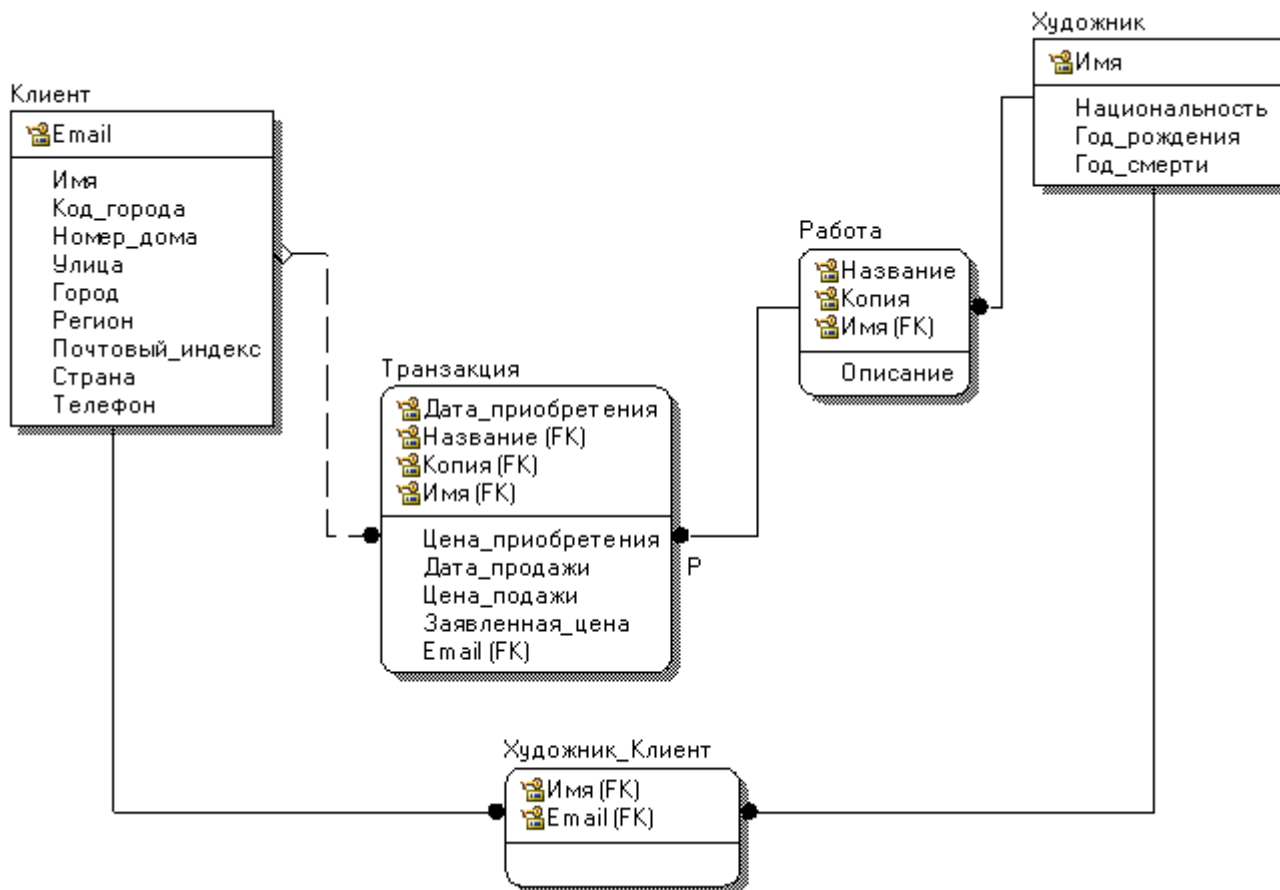 Художник
Имя
Национальность
Год_рождения
Год_смерти
Клиент
Email
Имя
Код_города
Номер_дома
Улица
Город
Регион
Почтовый_индекс
Страна
Телефон
Работа
Название
Копия
Имя (FK)
Описание
Транзакция
Дата_приобретения
Название (FK)
Копия (FK)
Имя (FK)
Цена_приобретения
Дата_продажи
Цена_подажи
Заявленная_цена
Email (FK)
P
Художник_Клиент
Имя (FK)
Email (FK)